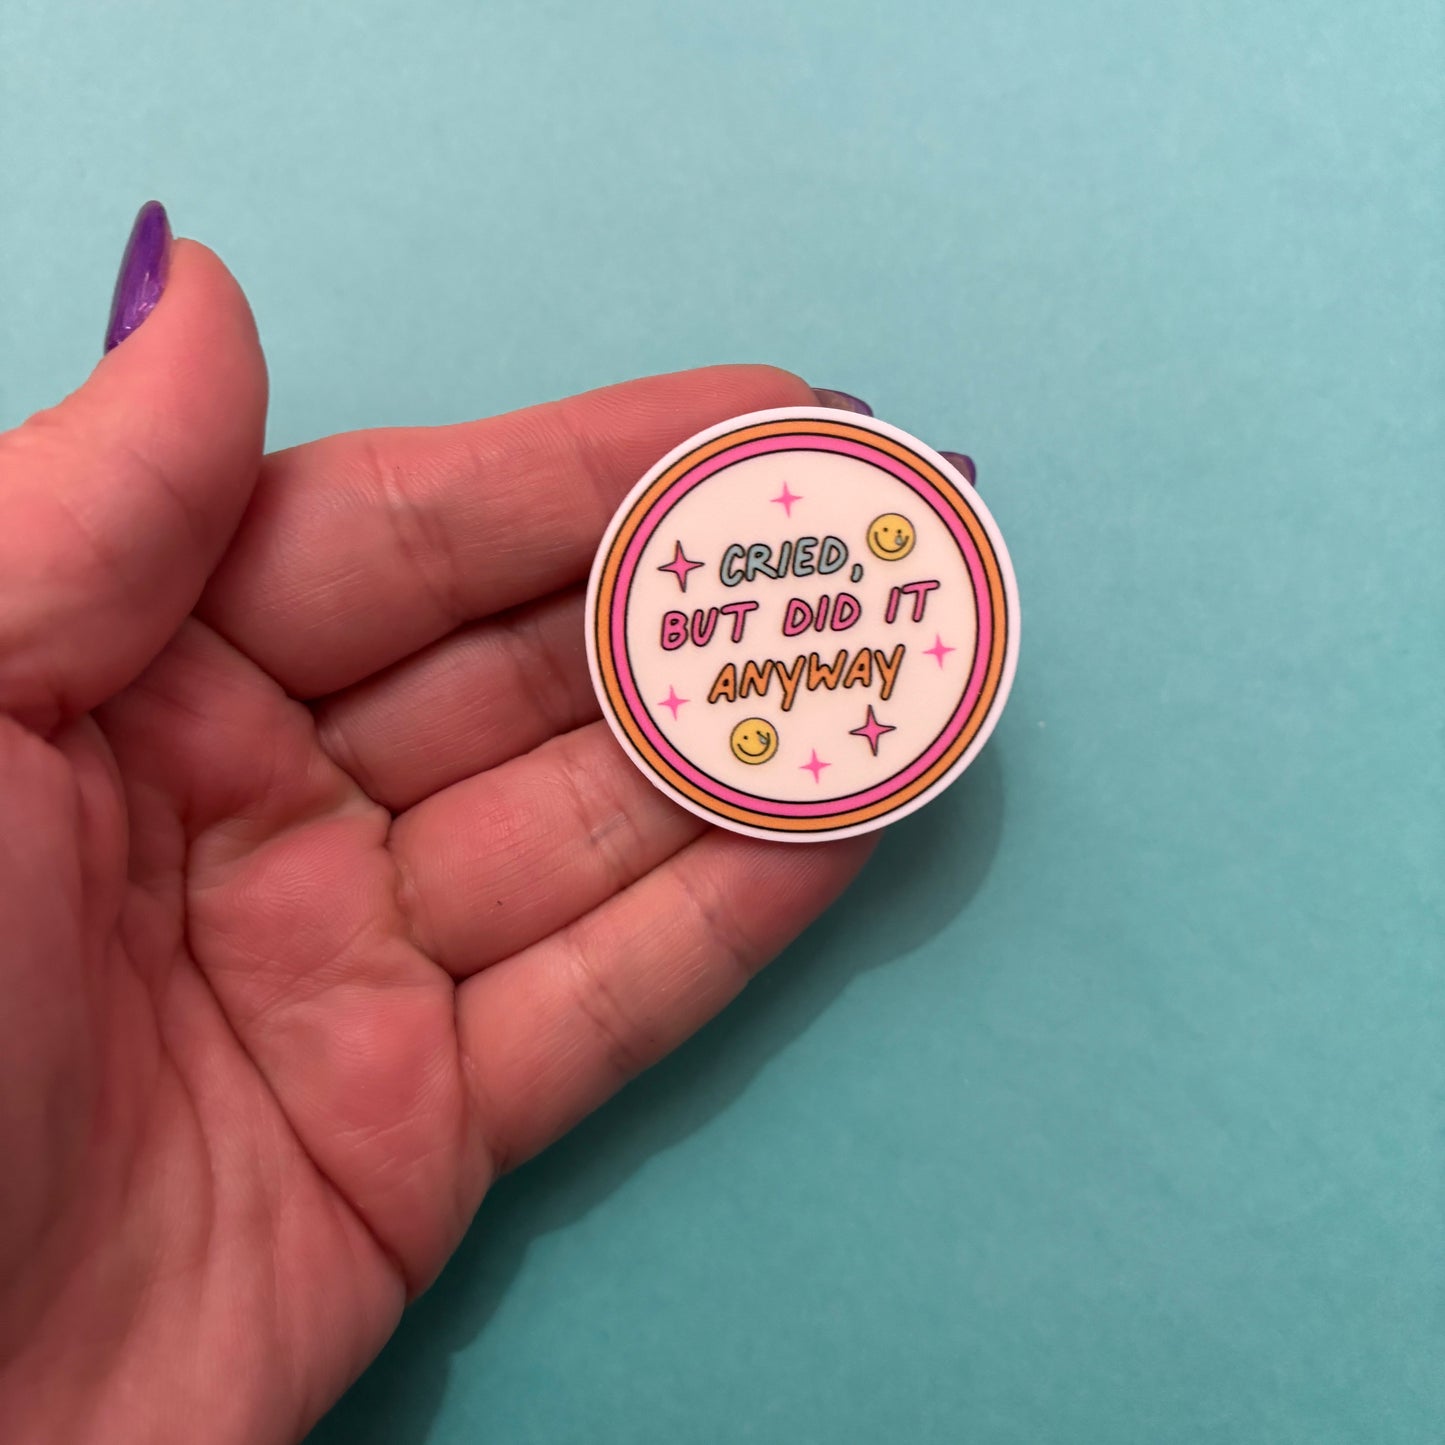 CRIED,
BUT DID IT
ANYWAY